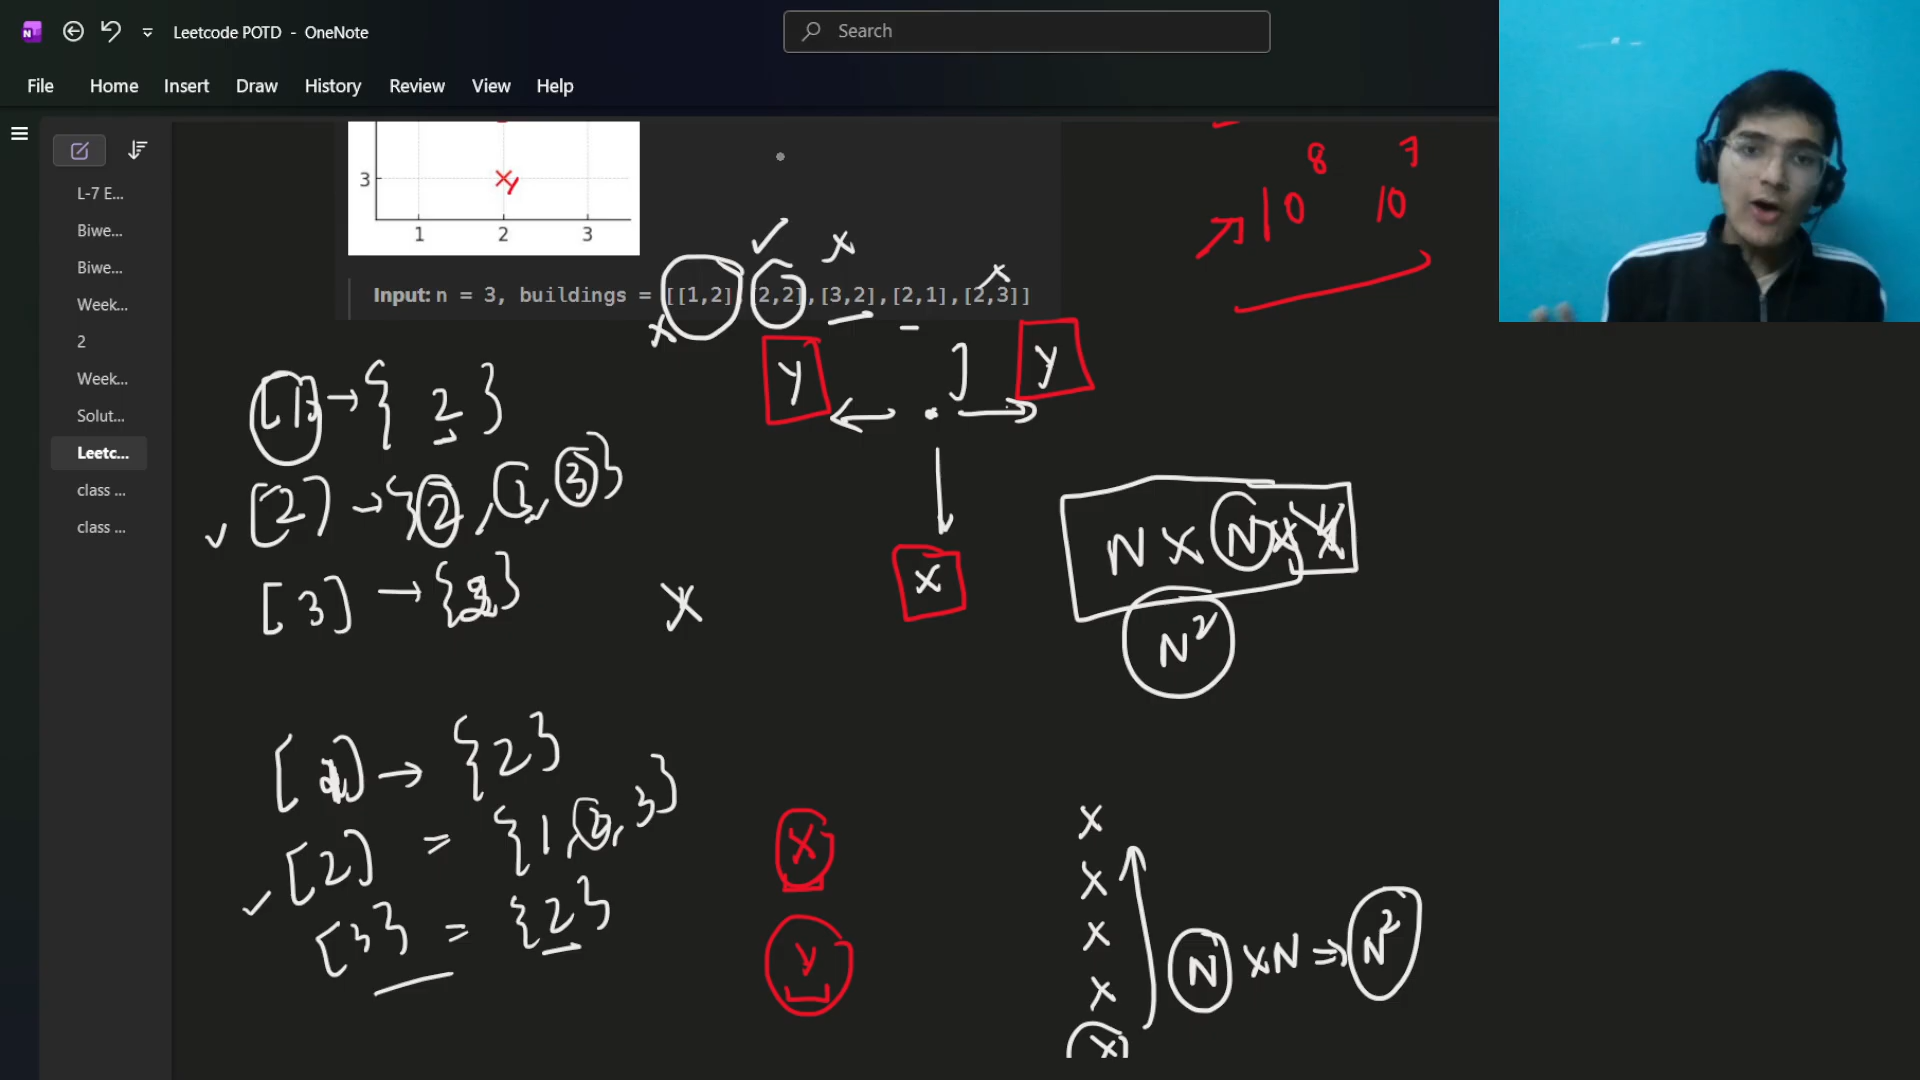 Leetcode POTD - OneNote
Search
File Home Insert Draw History Review View Help
L-7 E...
Biwe...
Biwe...
Week...
2
Week...
Solut...
Leetc...
class ...
class ...
3
x y
1 2 3
10^8 10^7
✓ x x
Input: n = 3, buildings = [[1,2],[2,2],[3,2],[2,1],[2,3]]
x
y ] y
[1] → { 2 }
✓ [2] → {2, 1, 3}
[3] → {2}
x
x
N x N x
N^2
[1] → {2}
[2] = {1, 2, 3}
✓ [3} = {2}
x
y
x
x
x
x
x
N x N ⇒ N^2